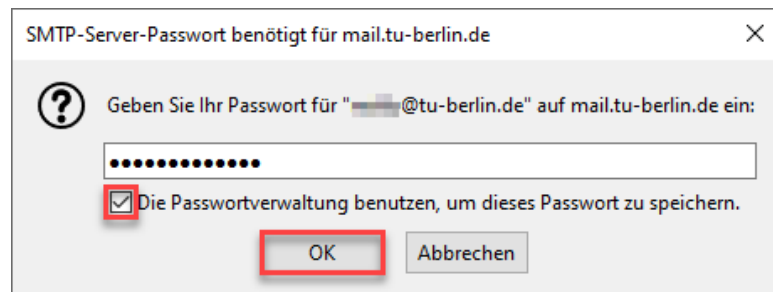 SMTP-Server-Passwort benötigt für mail.tu-berlin.de
Geben Sie Ihr Passwort für "@tu-berlin.de" auf mail.tu-berlin.de ein:
•••••••••••••
Die Passwortverwaltung benutzen, um dieses Passwort zu speichern.
OK Abbrechen